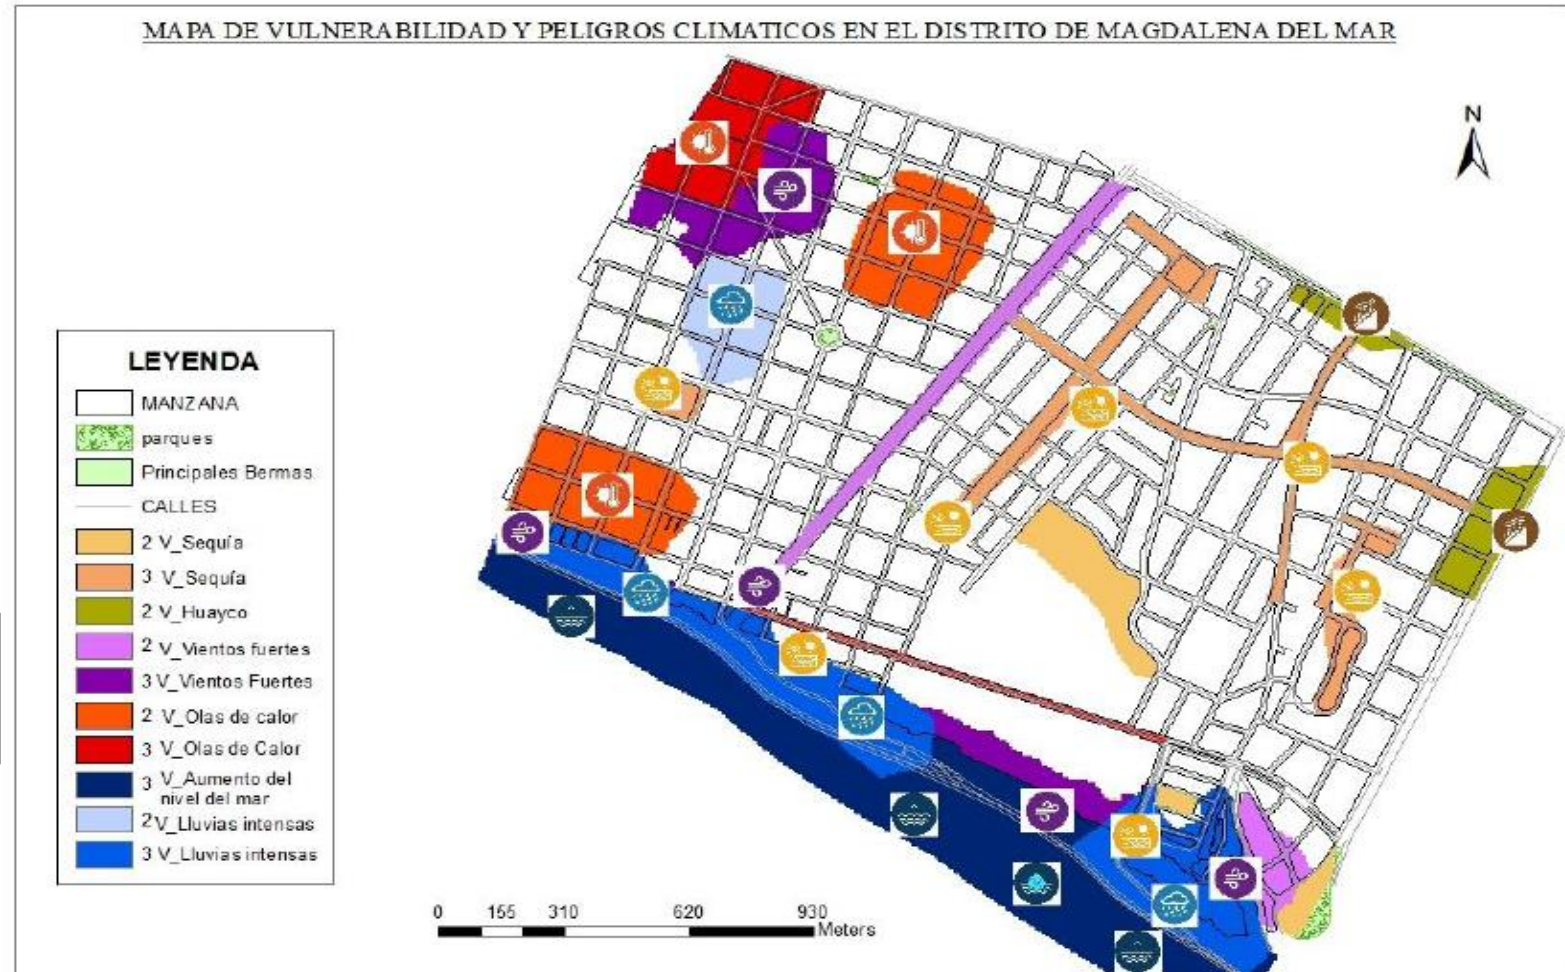 MAPA DE VULNERABILIDAD Y PELIGROS CLIMATICOS EN EL DISTRITO DE MAGDALENA DEL MAR
N
LEYENDA
MANZANA
parques
Principales Bermas
CALLES
2 V_Sequía
3 V_Sequía
2 V_Huayco
2 V_Vientos fuertes
3 V_Vientos Fuertes
2 V_Olas de calor
3 V_Olas de Calor
3 V_Aumento del
nivel del mar
2 V_Lluvias intensas
3 V_Lluvias intensas
0 155 310 620 930
Meters